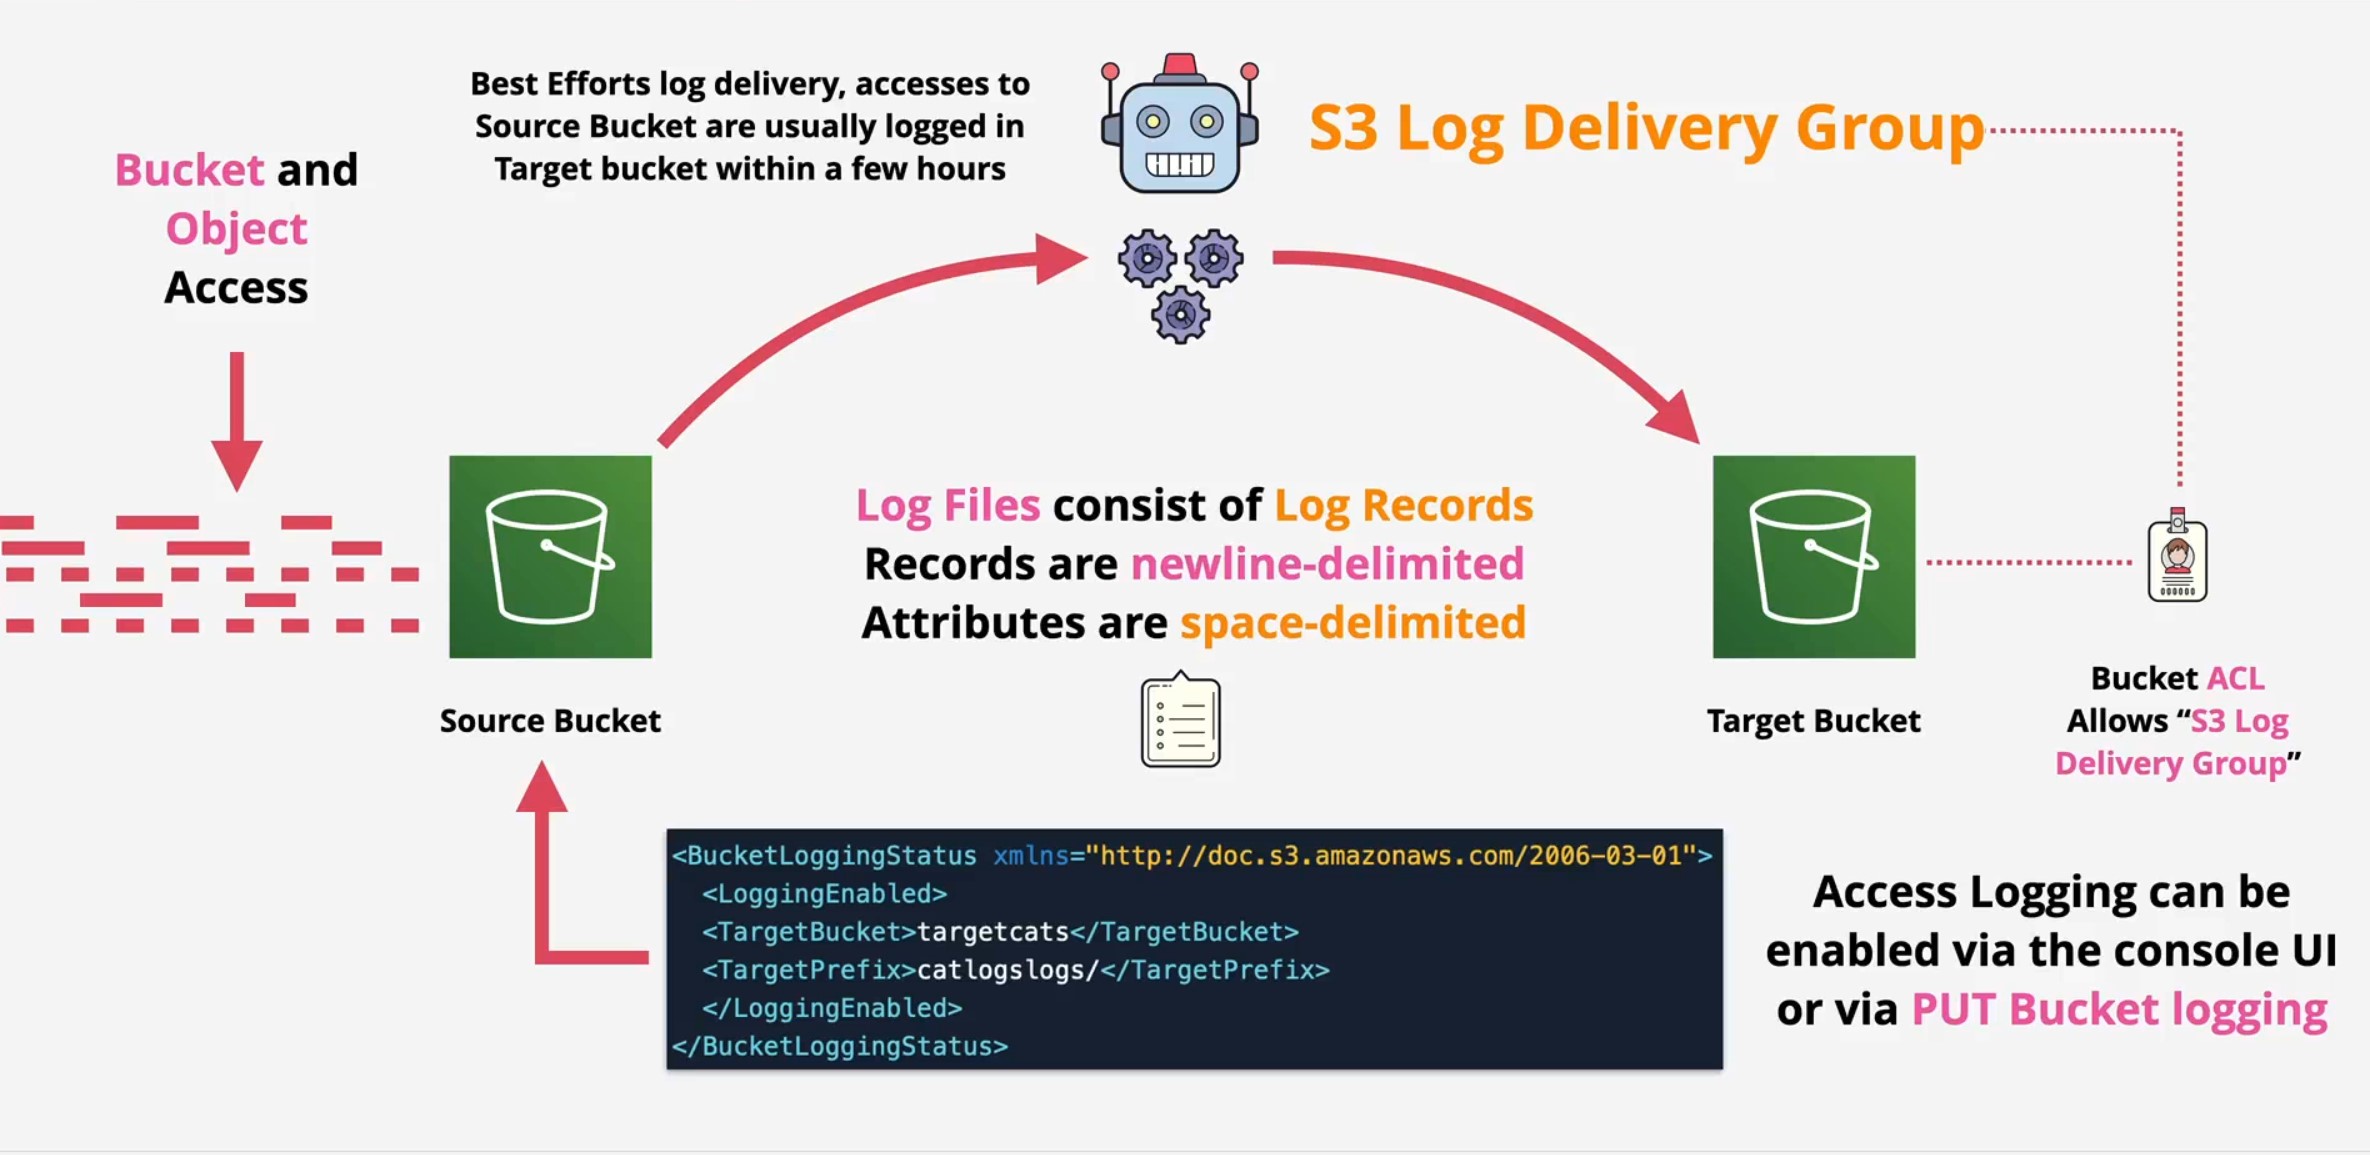 Best Efforts log delivery, accesses to
Source Bucket are usually logged in
Target bucket within a few hours
S3 Log Delivery Group
Bucket and
Object
Access
Log Files consist of Log Records
Records are newline-delimited
Attributes are space-delimited
Source Bucket
Target Bucket
Bucket ACL
Allows “S3 Log
Delivery Group”
<BucketLoggingStatus xmlns="http://doc.s3.amazonaws.com/2006-03-01">
<LoggingEnabled>
<TargetBucket>targetcats</TargetBucket>
<TargetPrefix>catlogslogs/</TargetPrefix>
</LoggingEnabled>
</BucketLoggingStatus>
Access Logging can be
enabled via the console UI
or via PUT Bucket logging